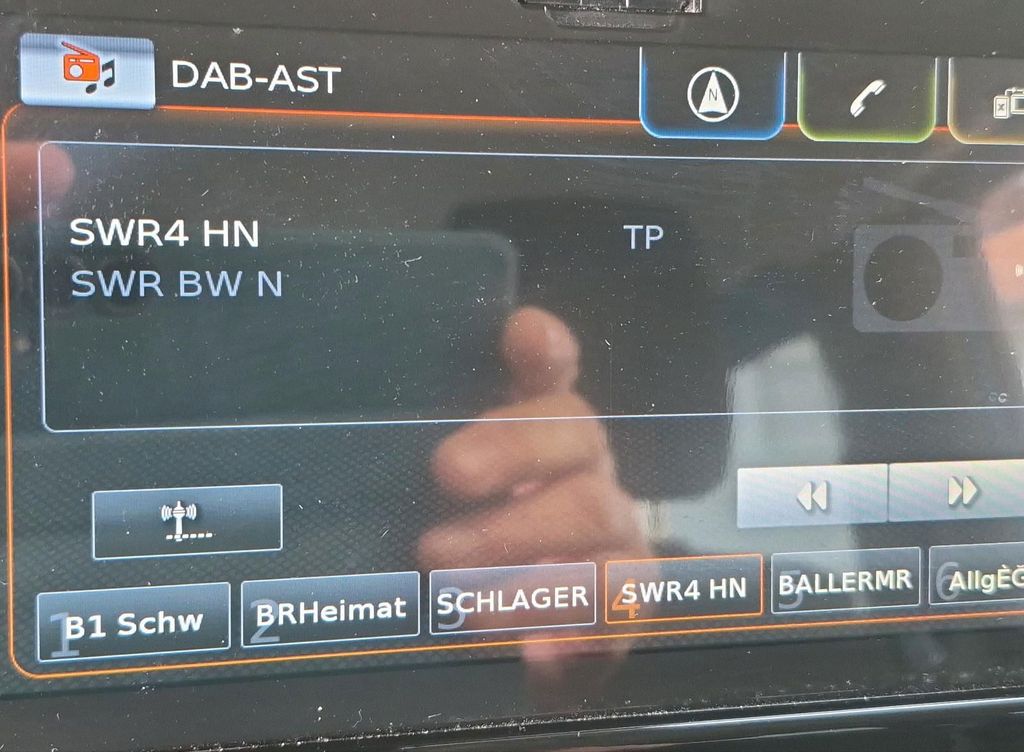 DAB-AST
N
SWR4 HN
TP
SWR BW N
1 B1 Schw
2 BRHeimat
3 SCHLAGER
4 SWR4 HN
5 BALLERMR
6 AllgÈG